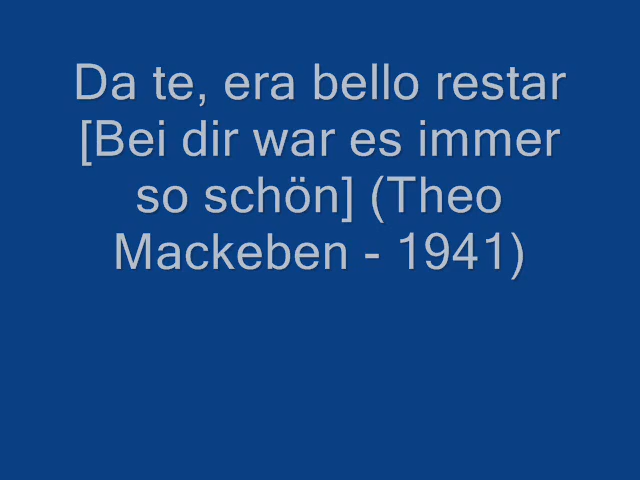 Da te, era bello restar
[Bei dir war es immer
so schön] (Theo
Mackeben - 1941)